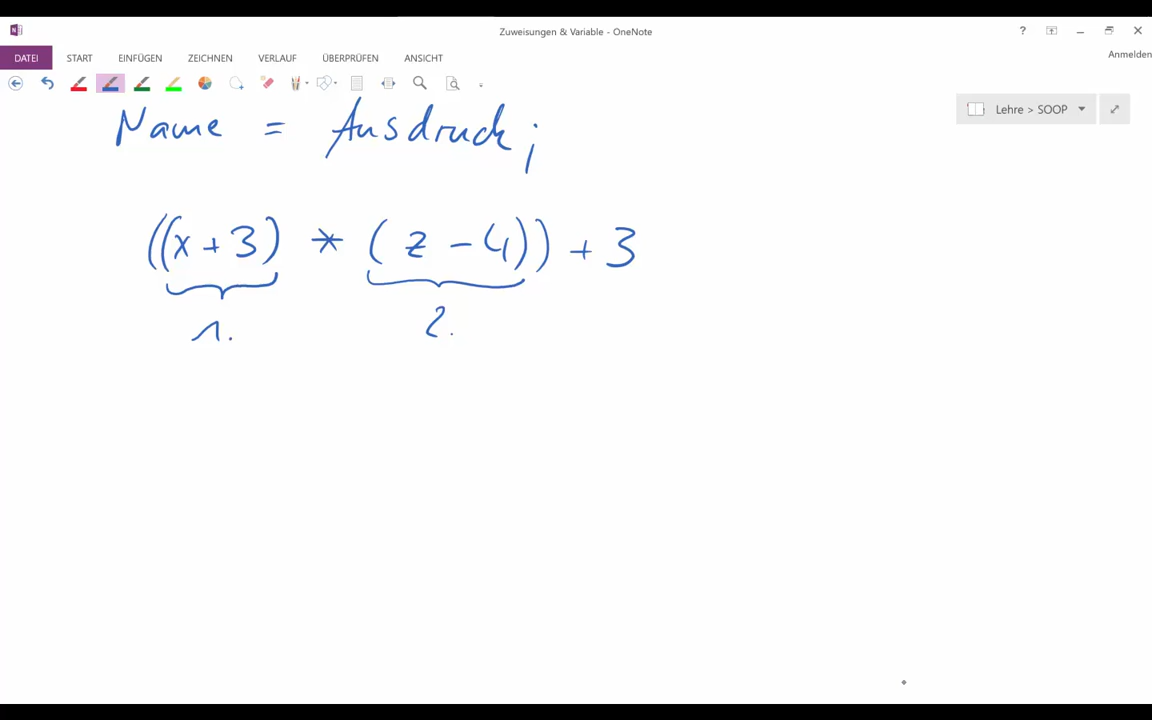 Zuweisungen & Variable - OneNote
?
DATEI START EINFÜGEN ZEICHNEN VERLAUF ÜBERPRÜFEN ANSICHT
Anmelden
Lehre > SOOP
Name = Ausdruck;
((x+3) * (z-4)) + 3
1. 2.